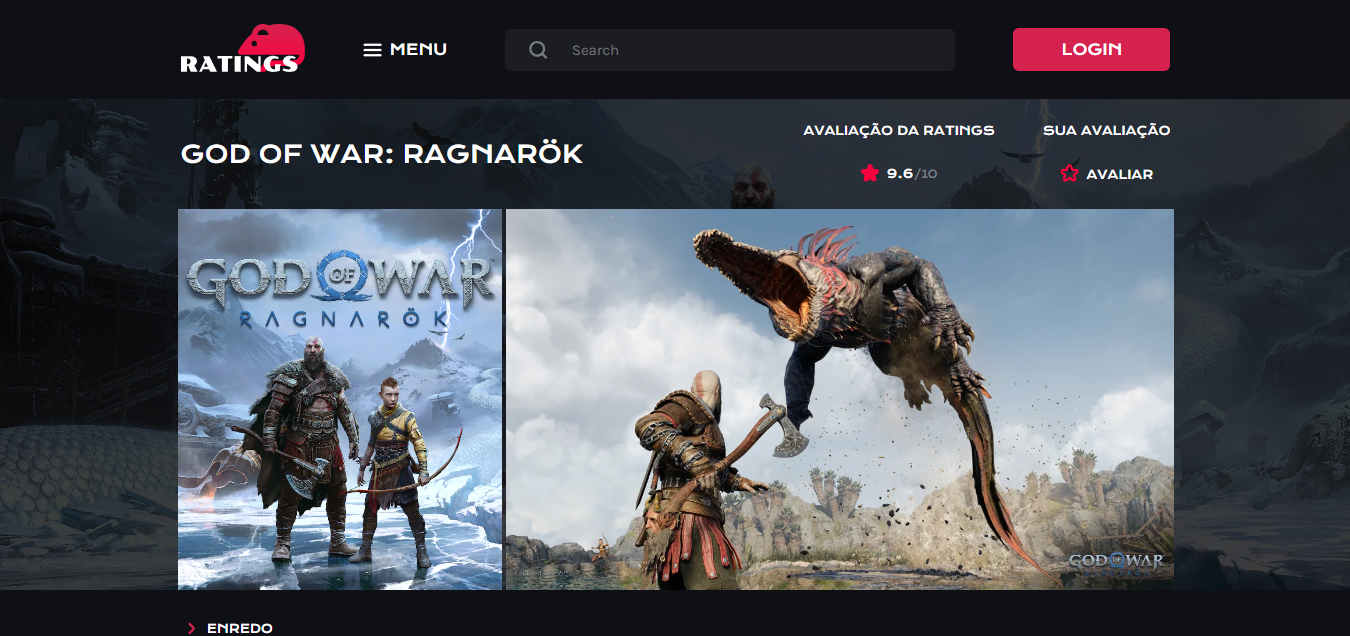 RATINGS
MENU
Search
LOGIN
GOD OF WAR: RAGNARÖK
AVALIAÇÃO DA RATINGS
9.6/10
SUA AVALIAÇÃO
AVALIAR
GOD OF WAR
RAGNARÖK
GOD OF WAR
ENREDO